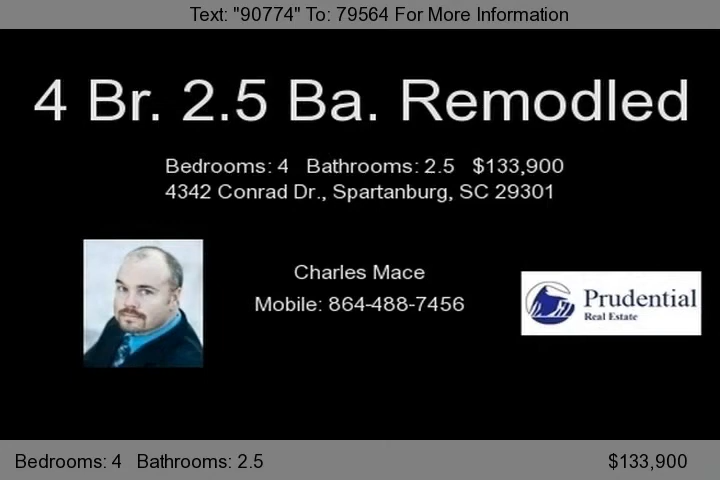 Text: "90774" To: 79564 For More Information
4 Br. 2.5 Ba. Remodled
Bedrooms: 4 Bathrooms: 2.5 $133,900
4342 Conrad Dr., Spartanburg, SC 29301
Charles Mace
Mobile: 864-488-7456
Prudential
Real Estate
Bedrooms: 4 Bathrooms: 2.5 $133,900